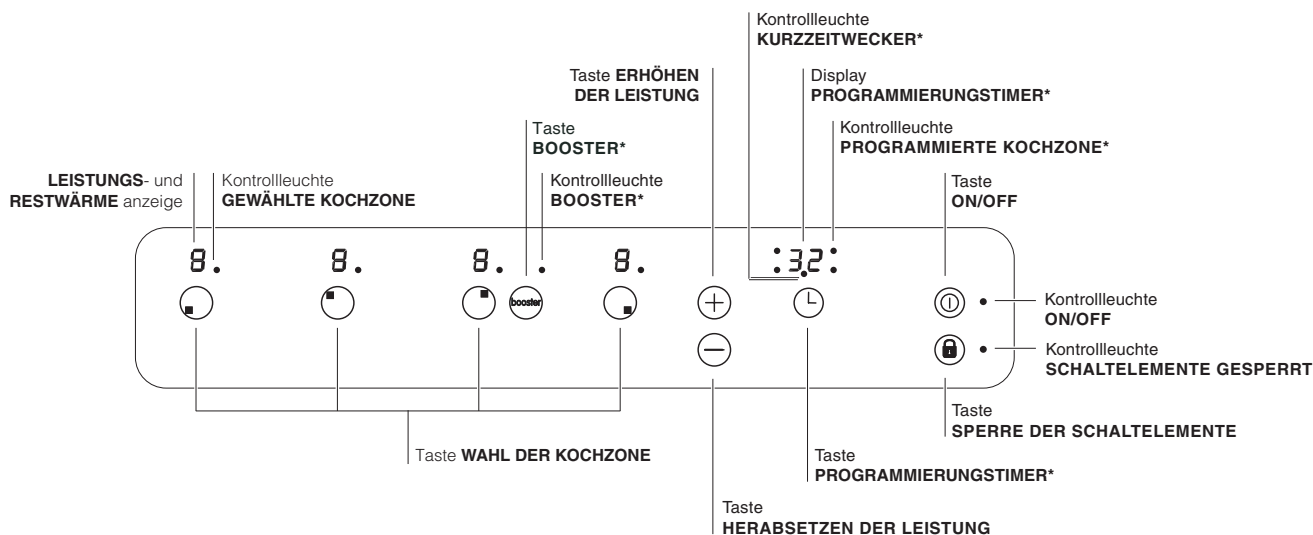 Kontrollleuchte
KURZZEITWECKER*
Taste ERHÖHEN
DER LEISTUNG
Display
PROGRAMMIERUNGSTIMER*
Taste
BOOSTER*
Kontrollleuchte
PROGRAMMIERTE KOCHZONE*
LEISTUNGS- und
RESTWÄRME anzeige
Kontrollleuchte
GEWÄHLTE KOCHZONE
Kontrollleuchte
BOOSTER*
Taste
ON/OFF
8. 8. 8. 8. 32
booster
Kontrollleuchte
ON/OFF
Kontrollleuchte
SCHALTELEMENTE GESPERRT
Taste
SPERRE DER SCHALTELEMENTE
Taste WAHL DER KOCHZONE
Taste
PROGRAMMIERUNGSTIMER*
Taste
HERABSETZEN DER LEISTUNG